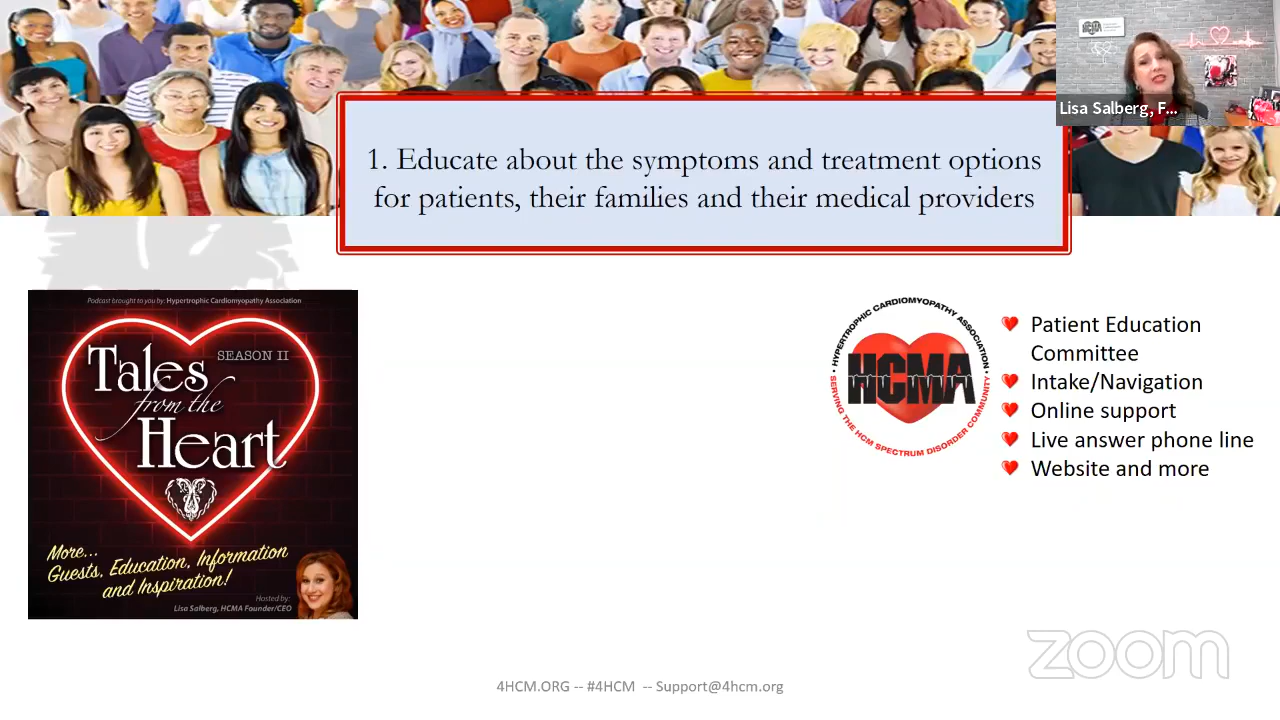 HCMA
Lisa Salberg, F...
1. Educate about the symptoms and treatment options
for patients, their families and their medical providers
Podcast brought to you by: Hypertrophic Cardiomyopathy Association
SEASON II
Tales
from the
Heart
More...
Guests, Education, Information
and Inspiration!
Hosted by:
Lisa Salberg, HCMA Founder/CEO
• HYPERTROPHIC CARDIOMYOPATHY ASSOCIATION •
HCMA
SERVING THE HCM SPECTRUM DISORDER COMMUNITY
Patient Education
Committee
Intake/Navigation
Online support
Live answer phone line
Website and more
zoom
4HCM.ORG -- #4HCM -- Support@4hcm.org